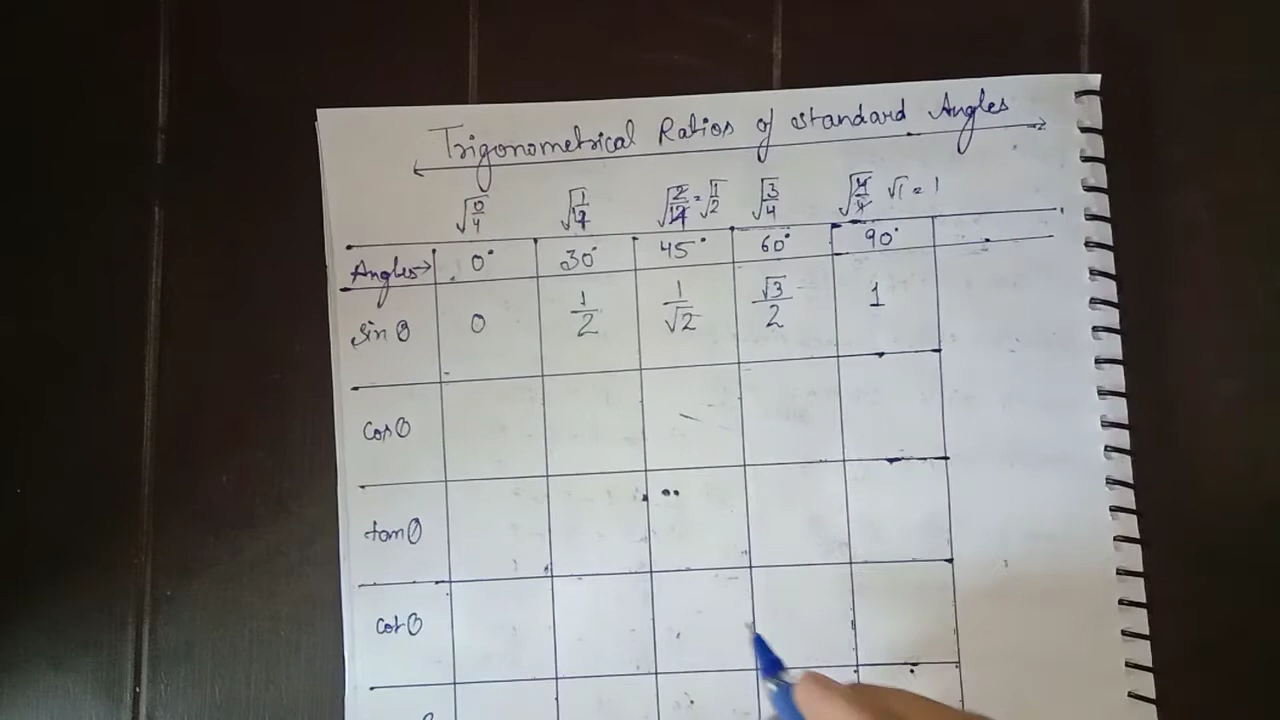 Trigonometrical Ratios of standard Angles
√0/4 √1/4 √2/4 = √1/2 √3/4 √4/4 √1 = 1
Angles→ 0° 30° 45° 60° 90°
Sin θ 0 1/2 1/√2 √3/2 1
cos θ
tan θ
cot θ